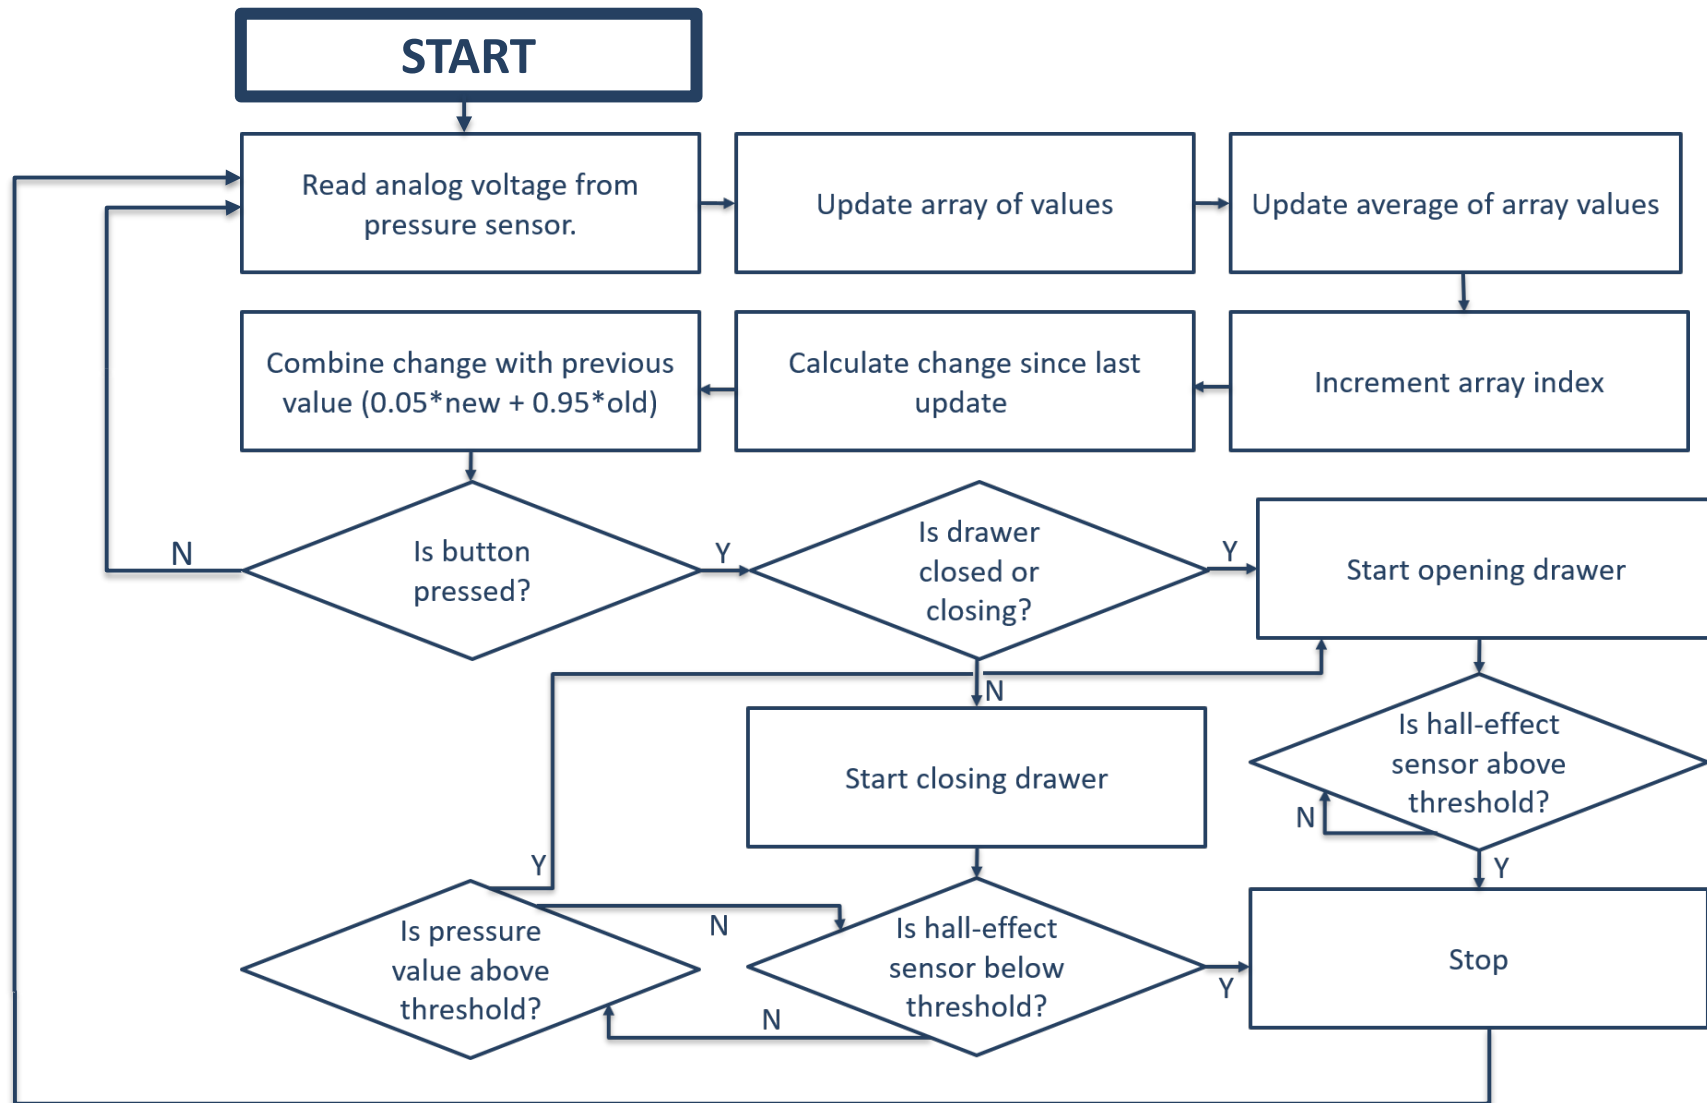 START
Read analog voltage from
pressure sensor.
Update array of values
Update average of array values
Combine change with previous
value (0.05*new + 0.95*old)
Calculate change since last
update
Increment array index
N
Is button
pressed?
Y
Is drawer
closed or
closing?
Y
Start opening drawer
N
Start closing drawer
Is hall-effect
sensor above
threshold?
N
Y
Y
Is pressure
value above
threshold?
N
Is hall-effect
sensor below
threshold?
N
Y
Stop